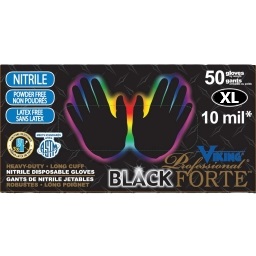 NITRILE
POWDER FREE
NON POUDRÉS
LATEX FREE
SANS LATEX
50 gloves
gants
XL
10 mil*
HEAVY-DUTY • LONG CUFF
NITRILE DISPOSABLE GLOVES
GANTS DE NITRILE JETABLES
ROBUSTES • LONG POIGNET
VIKING
Professional
BLACK FORTE